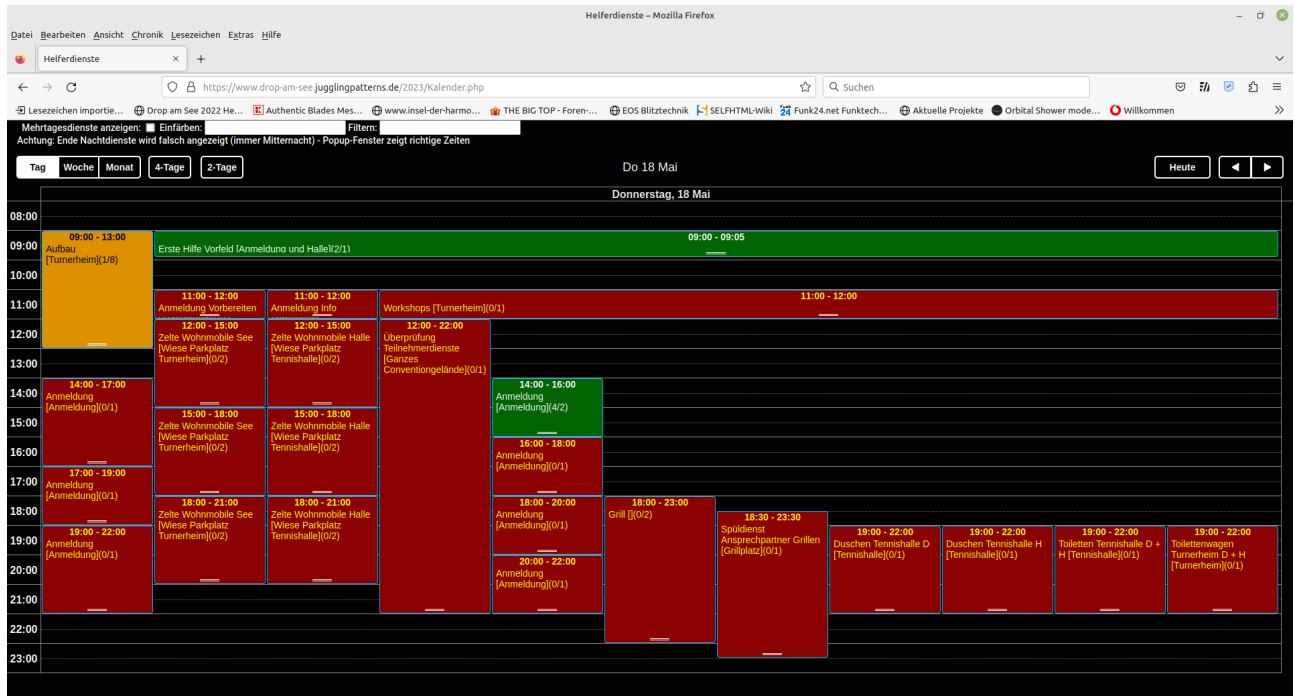 Helferdienste – Mozilla Firefox
Datei Bearbeiten Ansicht Chronik Lesezeichen Extras Hilfe
Helferdienste × +
https://www.drop-am-see.jugglingpatterns.de/2023/Kalender.php Suchen
Lesezeichen importie… Drop am See 2022 He… Authentic Blades Mes… www.insel-der-harmo… THE BIG TOP - Foren-… EOS Blitztechnik SELFHTML-Wiki Funk24.net Funktech… Aktuelle Projekte Orbital Shower mode… Willkommen
Mehrtagesdienste anzeigen: Einfärben: Filtern:
Achtung: Ende Nachtdienste wird falsch angezeigt (immer Mitternacht) - Popup-Fenster zeigt richtige Zeiten
Tag Woche Monat 4-Tage 2-Tage Do 18 Mai Heute
Donnerstag, 18 Mai
08:00
09:00
10:00
11:00
12:00
13:00
14:00
15:00
16:00
17:00
18:00
19:00
20:00
21:00
22:00
23:00
09:00 - 13:00
Aufbau
[Turnerheim](1/8)
09:00 - 09:05
Erste Hilfe Vorfeld [Anmeldung und Halle](2/1)
11:00 - 12:00
Anmeldung Vorbereiten
11:00 - 12:00
Anmeldung Info
11:00 - 12:00
Workshops [Turnerheim](0/1)
12:00 - 15:00
Zelte Wohnmobile See
[Wiese Parkplatz
Turnerheim](0/2)
12:00 - 15:00
Zelte Wohnmobile Halle
[Wiese Parkplatz
Tennishalle](0/2)
12:00 - 22:00
Überprüfung
Teilnehmerdienste
[Ganzes
Conventiongelände](0/1)
14:00 - 17:00
Anmeldung
[Anmeldung](0/1)
14:00 - 16:00
Anmeldung
[Anmeldung](4/2)
15:00 - 18:00
Zelte Wohnmobile See
[Wiese Parkplatz
Turnerheim](0/2)
15:00 - 18:00
Zelte Wohnmobile Halle
[Wiese Parkplatz
Tennishalle](0/2)
16:00 - 18:00
Anmeldung
[Anmeldung](0/1)
17:00 - 19:00
Anmeldung
[Anmeldung](0/1)
18:00 - 21:00
Zelte Wohnmobile See
[Wiese Parkplatz
Turnerheim](0/2)
18:00 - 21:00
Zelte Wohnmobile Halle
[Wiese Parkplatz
Tennishalle](0/2)
18:00 - 20:00
Anmeldung
[Anmeldung](0/1)
18:00 - 23:00
Grill [](0/2)
18:30 - 23:30
Spüldienst
Ansprechpartner Grillen
[Grillplatz](0/1)
19:00 - 22:00
Anmeldung
[Anmeldung](0/1)
19:00 - 22:00
Duschen Tennishalle D
[Tennishalle](0/1)
19:00 - 22:00
Duschen Tennishalle H
[Tennishalle](0/1)
19:00 - 22:00
Toiletten Tennishalle D +
H [Tennishalle](0/1)
19:00 - 22:00
Toilettenwagen
Turnerheim D + H
[Turnerheim](0/1)
20:00 - 22:00
Anmeldung
[Anmeldung](0/1)